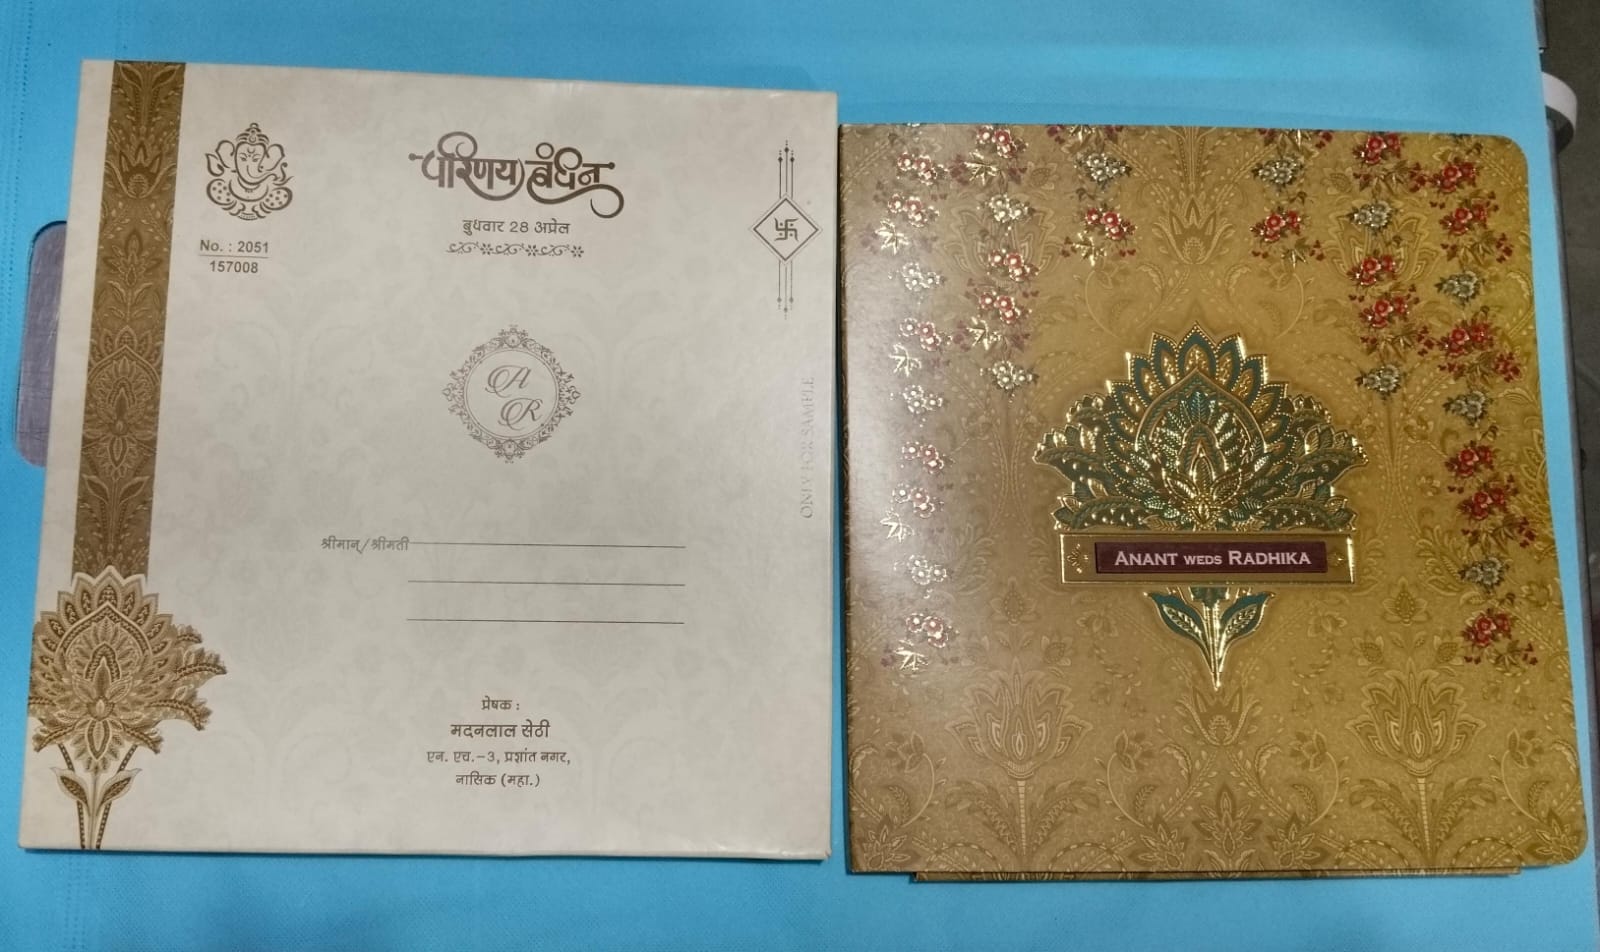 परिणय बंधन
बुधवार 28 अप्रेल
No. : 2051
157008
A
R
ONLY FOR SAMPLE
श्रीमान्/श्रीमती
प्रेषक :
मदनलाल सेठी
एन. एच.-3, प्रशांत नगर,
नासिक (महा.)
ANANT WEDS RADHIKA